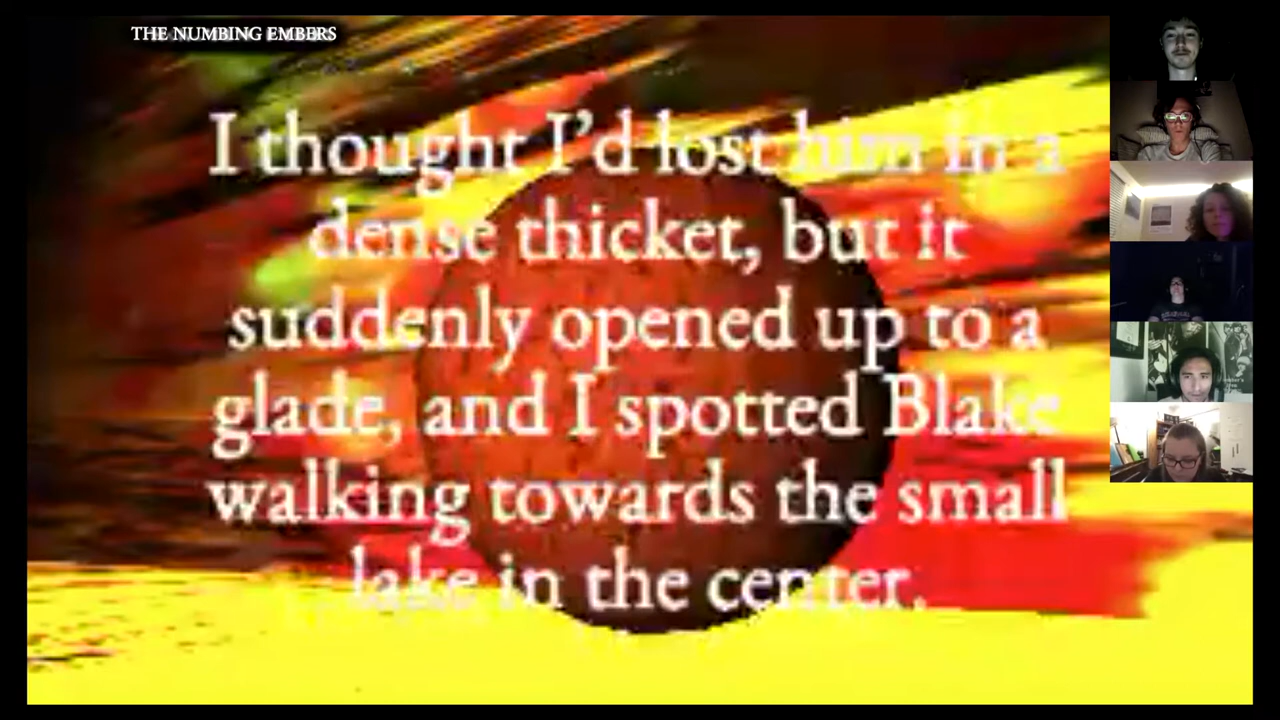 THE NUMBING EMBERS
I thought I'd lost him in a
dense thicket, but it
suddenly opened up to a
glade, and I spotted Blake
walking towards the small
lake in the center.